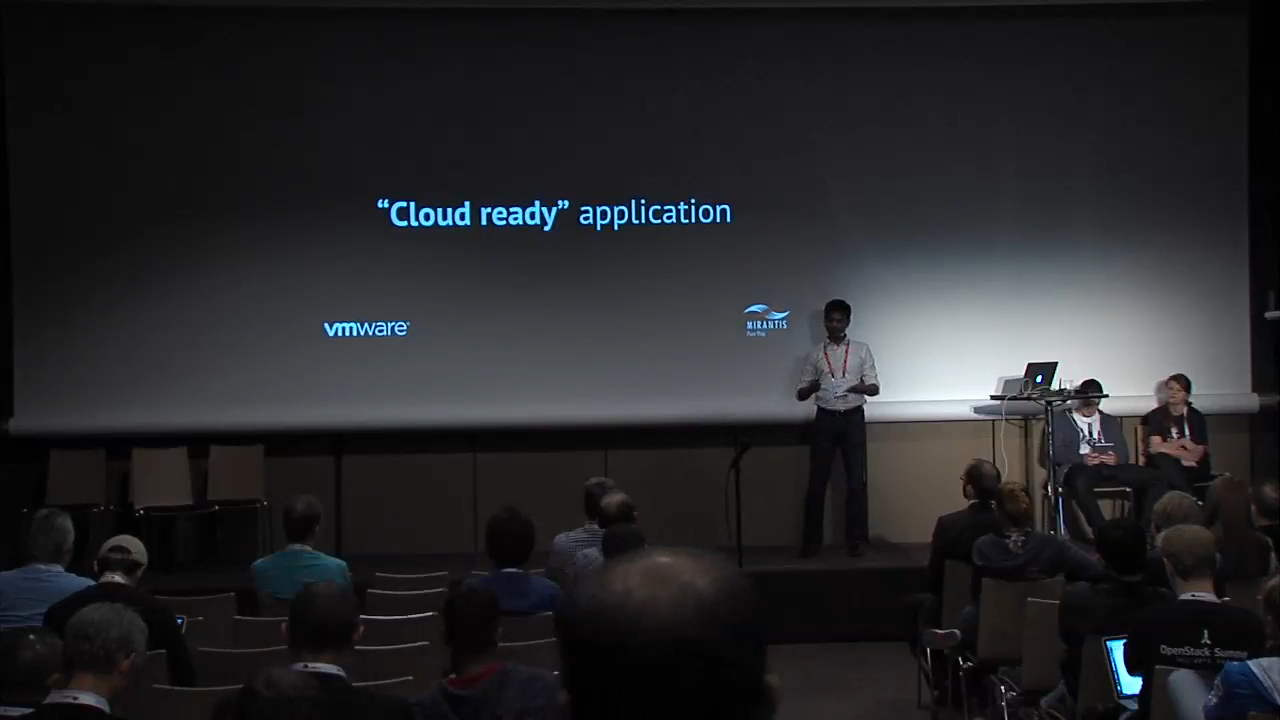 “Cloud ready” application
vmware
MIRANTIS
OpenStack Summit